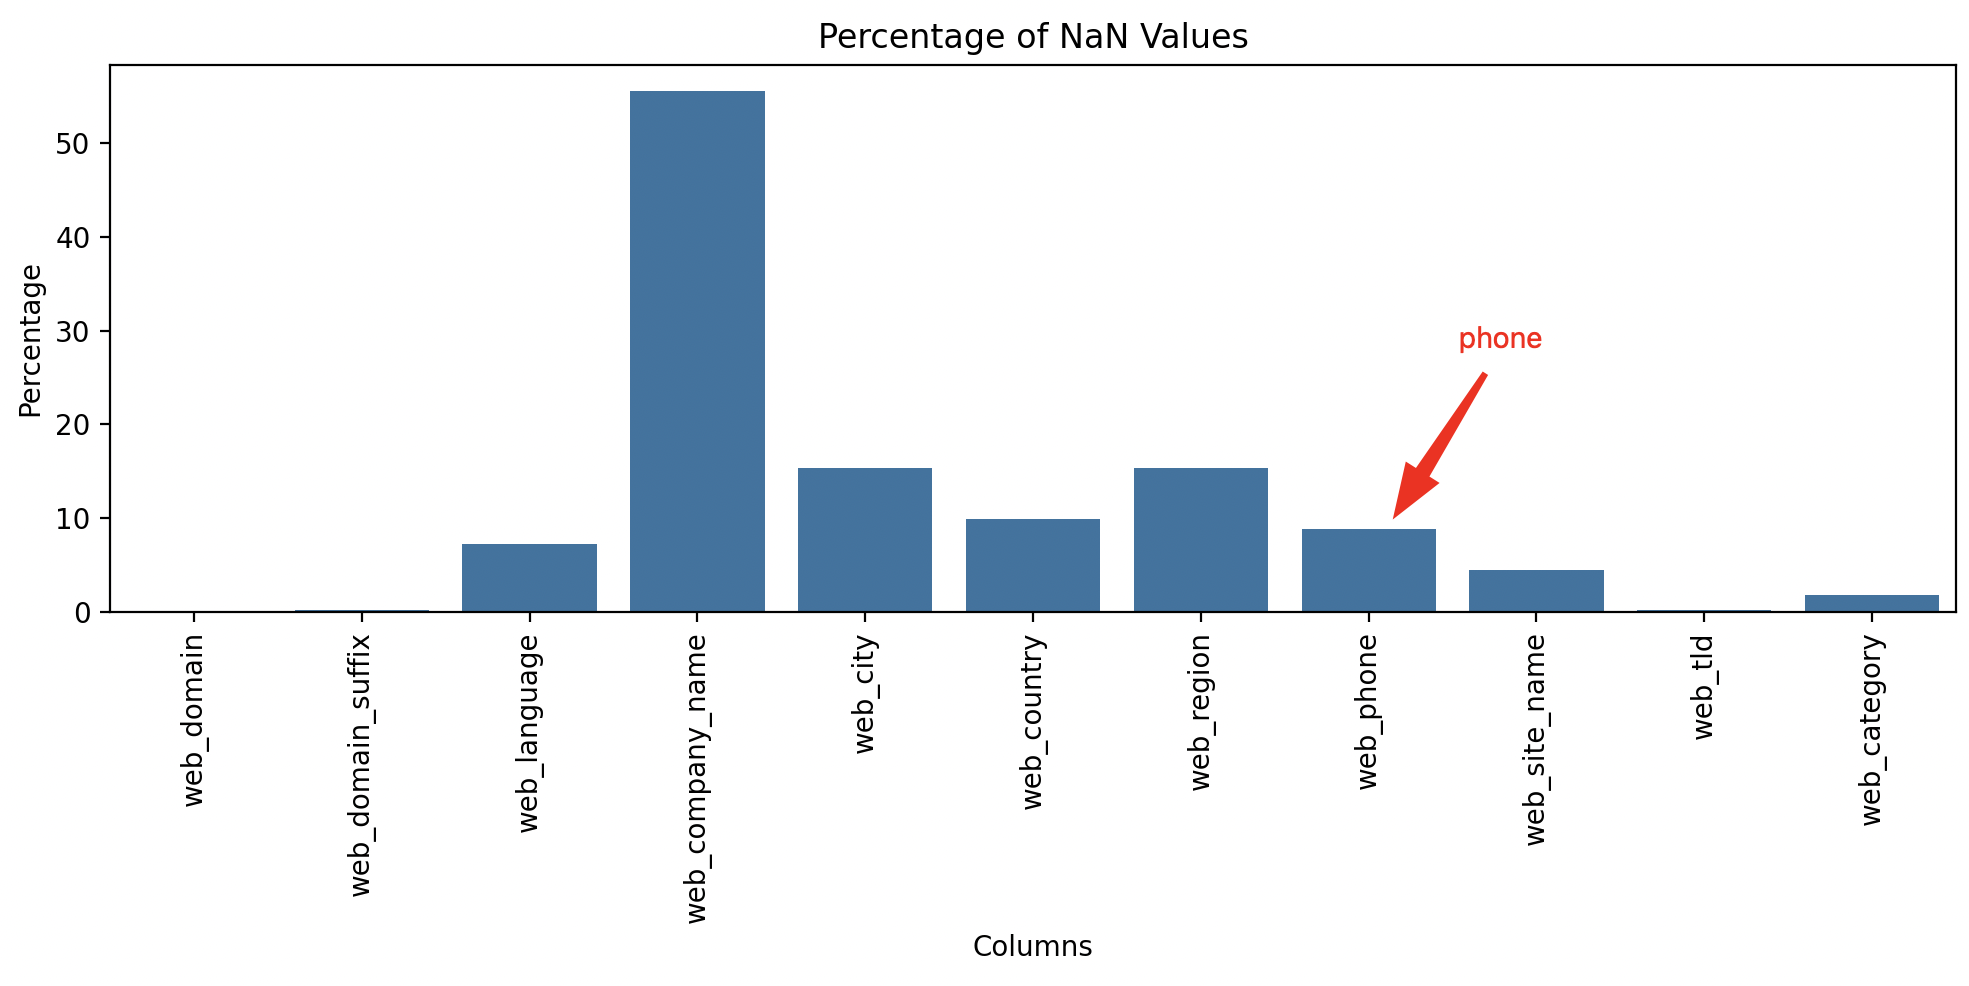 Percentage of NaN Values
Percentage
50
40
30
20
10
0
phone
web_domain
web_domain_suffix
web_language
web_company_name
web_city
web_country
web_region
web_phone
web_site_name
web_tld
web_category
Columns